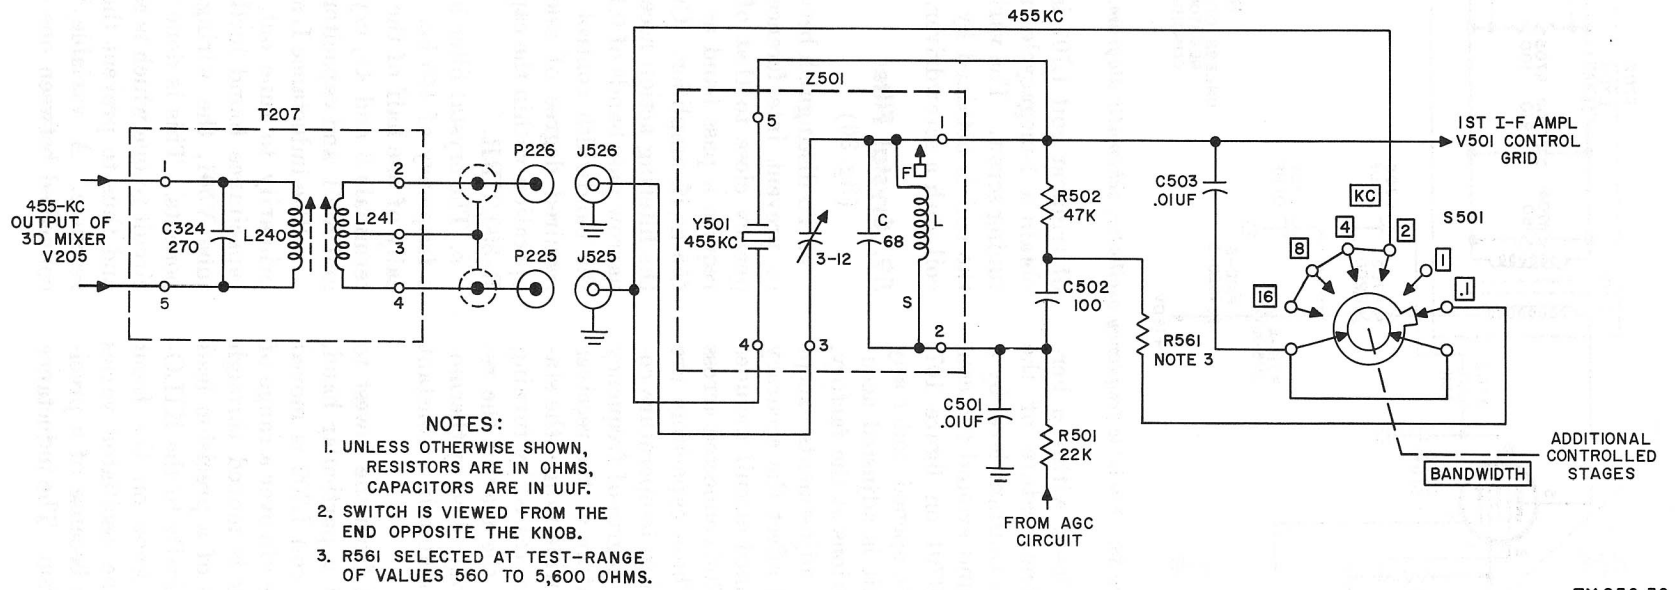 455KC
Z501
T207
1
2
P226
J526
5
1
1ST I-F AMPL
V501 CONTROL
GRID
455-KC
OUTPUT OF
3D MIXER
V205
C324
270
L240
L241
3
Y501
455KC
3-12
C
68
F
L
S
R502
47K
C503
.01UF
KC
S501
16
8
4
2
1
.1
P225
J525
5
4
4
3
2
C502
100
R561
NOTE 3
C501
.01UF
R501
22K
FROM AGC
CIRCUIT
BANDWIDTH
ADDITIONAL
CONTROLLED
STAGES
NOTES:
1. UNLESS OTHERWISE SHOWN,
RESISTORS ARE IN OHMS,
CAPACITORS ARE IN UUF.
2. SWITCH IS VIEWED FROM THE
END OPPOSITE THE KNOB.
3. R561 SELECTED AT TEST-RANGE
OF VALUES 560 TO 5,600 OHMS.